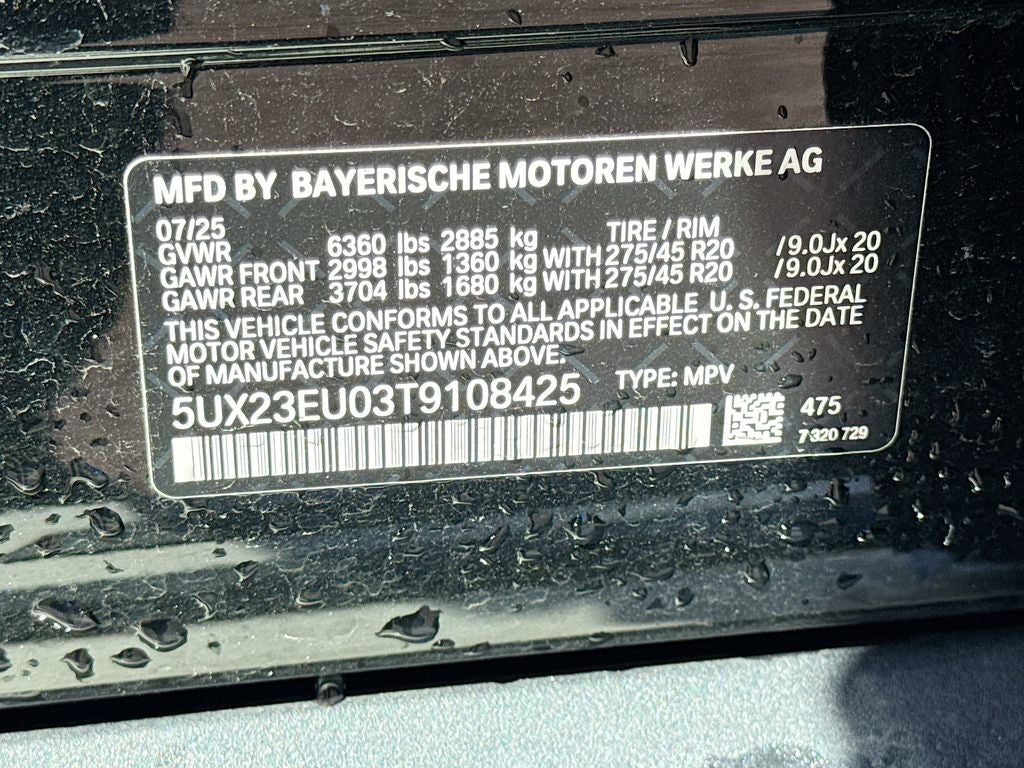 MFD BY BAYERISCHE MOTOREN WERKE AG
07/25 TIRE / RIM
GVWR 6360 lbs 2885 kg
GAWR FRONT 2998 lbs 1360 kg WITH 275/45 R20 /9.0Jx 20
GAWR REAR 3704 lbs 1680 kg WITH 275/45 R20 /9.0Jx 20
THIS VEHICLE CONFORMS TO ALL APPLICABLE U. S. FEDERAL
MOTOR VEHICLE SAFETY STANDARDS IN EFFECT ON THE DATE
OF MANUFACTURE SHOWN ABOVE.
5UX23EU03T9108425 TYPE: MPV
475
7 320 729